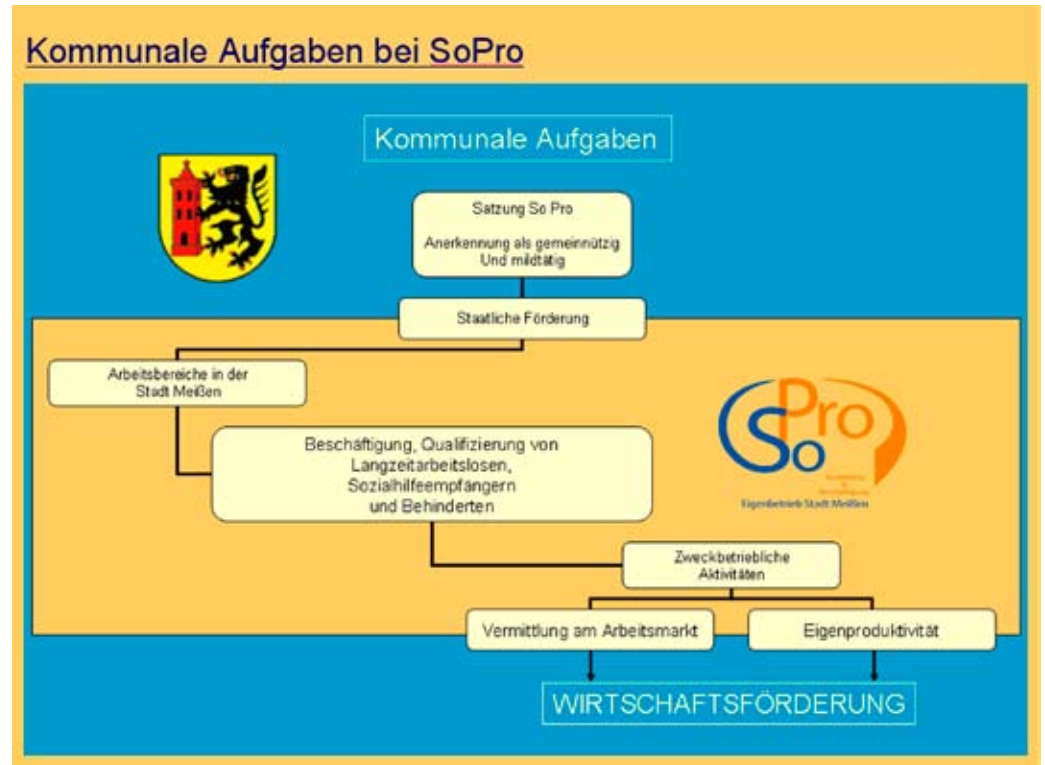 Kommunale Aufgaben bei SoPro
Kommunale Aufgaben
Satzung So Pro
Anerkennung als gemeinnützig
Und mildtätig
Staatliche Förderung
Arbeitsbereiche in der
Stadt Meißen
Beschäftigung, Qualifizierung von
Langzeitarbeitslosen,
Sozialhilfeempfängern
und Behinderten
SoPro
Eigenbetrieb Stadt Meißen
Zweckbetriebliche
Aktivitäten
Vermittlung am Arbeitsmarkt
Eigenproduktivität
WIRTSCHAFTSFÖRDERUNG